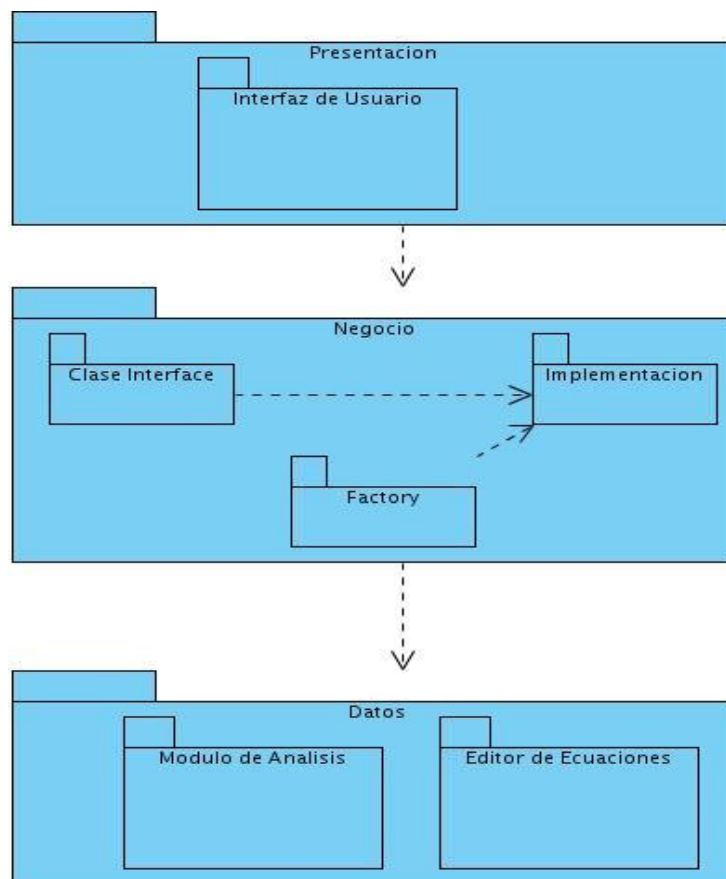 Presentacion
Interfaz de Usuario
Negocio
Clase Interface
Implementacion
Factory
Datos
Modulo de Analisis
Editor de Ecuaciones